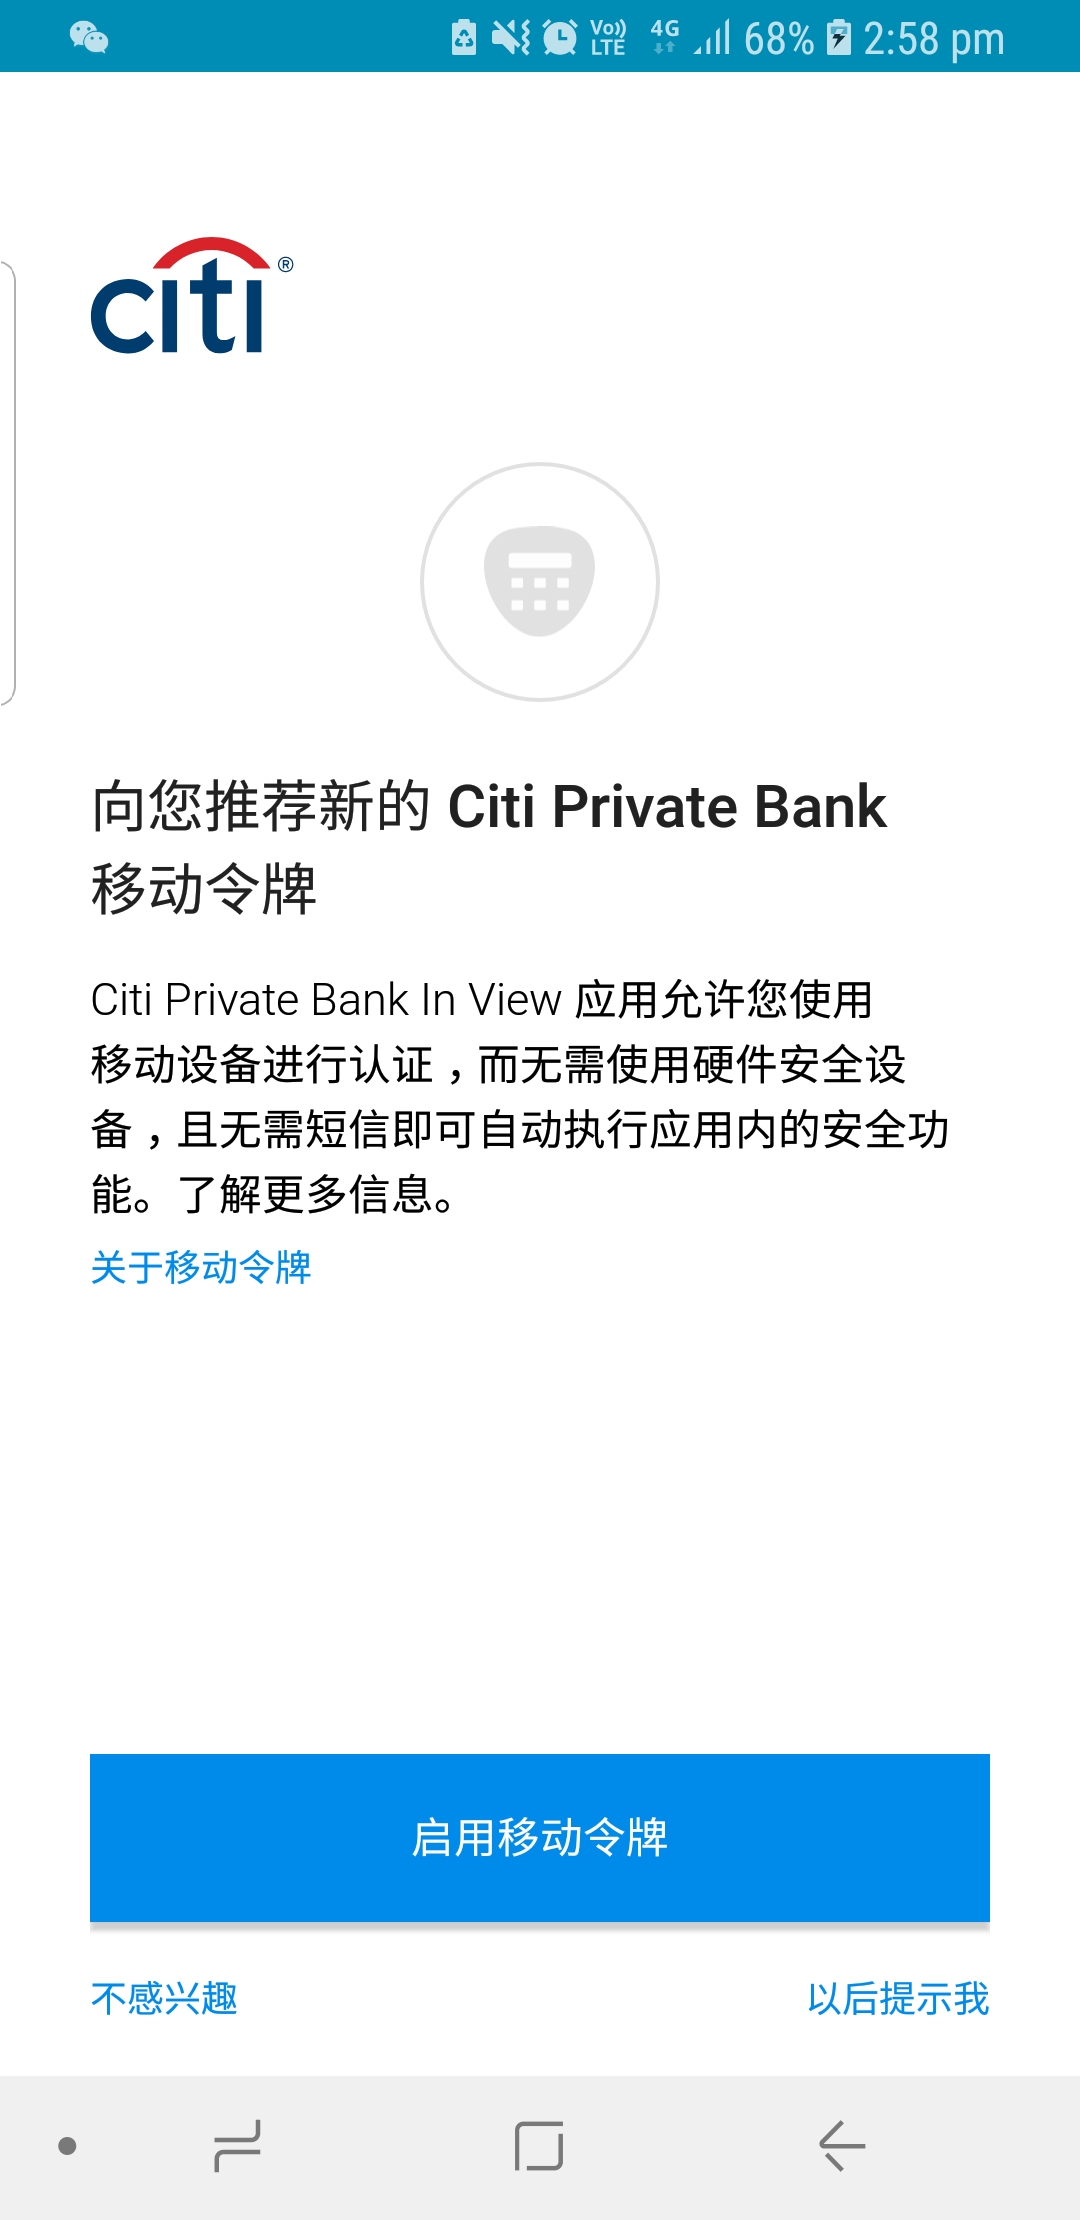 Vo)) LTE 4G 68% 2:58 pm
citi®
向您推荐新的 Citi Private Bank
移动令牌
Citi Private Bank In View 应用允许您使用
移动设备进行认证，而无需使用硬件安全设
备，且无需短信即可自动执行应用内的安全功
能。了解更多信息。
关于移动令牌
启用移动令牌
不感兴趣
以后提示我